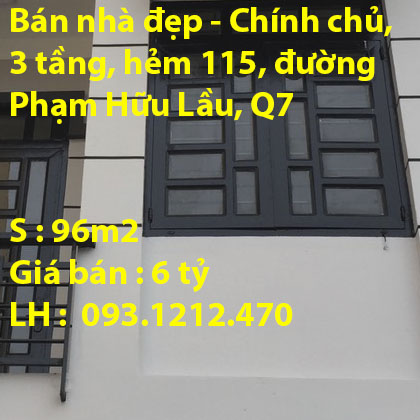 Bán nhà đẹp - Chính chủ,
3 tầng, hẻm 115, đường
Phạm Hữu Lầu, Q7
S : 96m2
Giá bán : 6 tỷ
LH : 093.1212.470